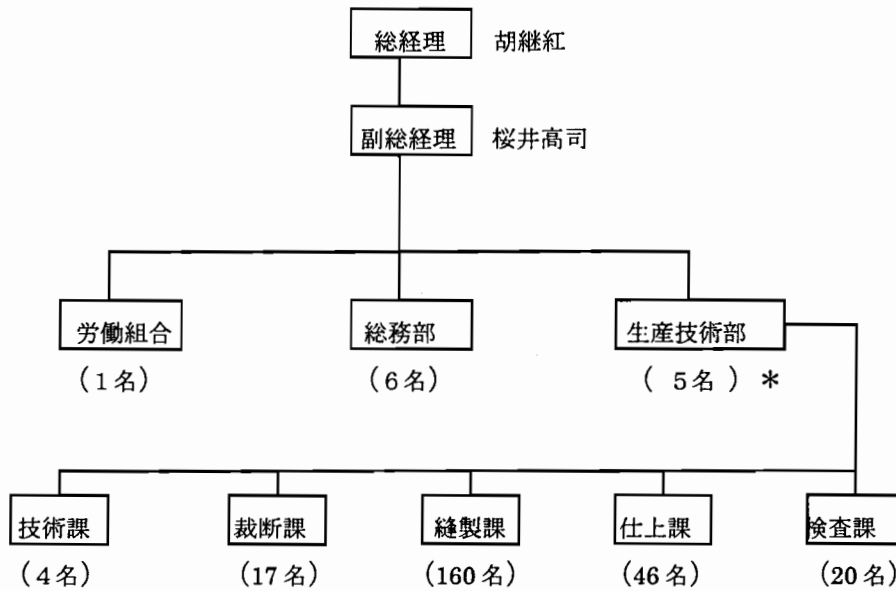 総経理 胡継紅
副総経理 桜井高司
労働組合 総務部 生産技術部
(1名) (6名) ( 5名 ) *
技術課 裁断課 縫製課 仕上課 検査課
(4名) (17名) (160名) (46名) (20名)